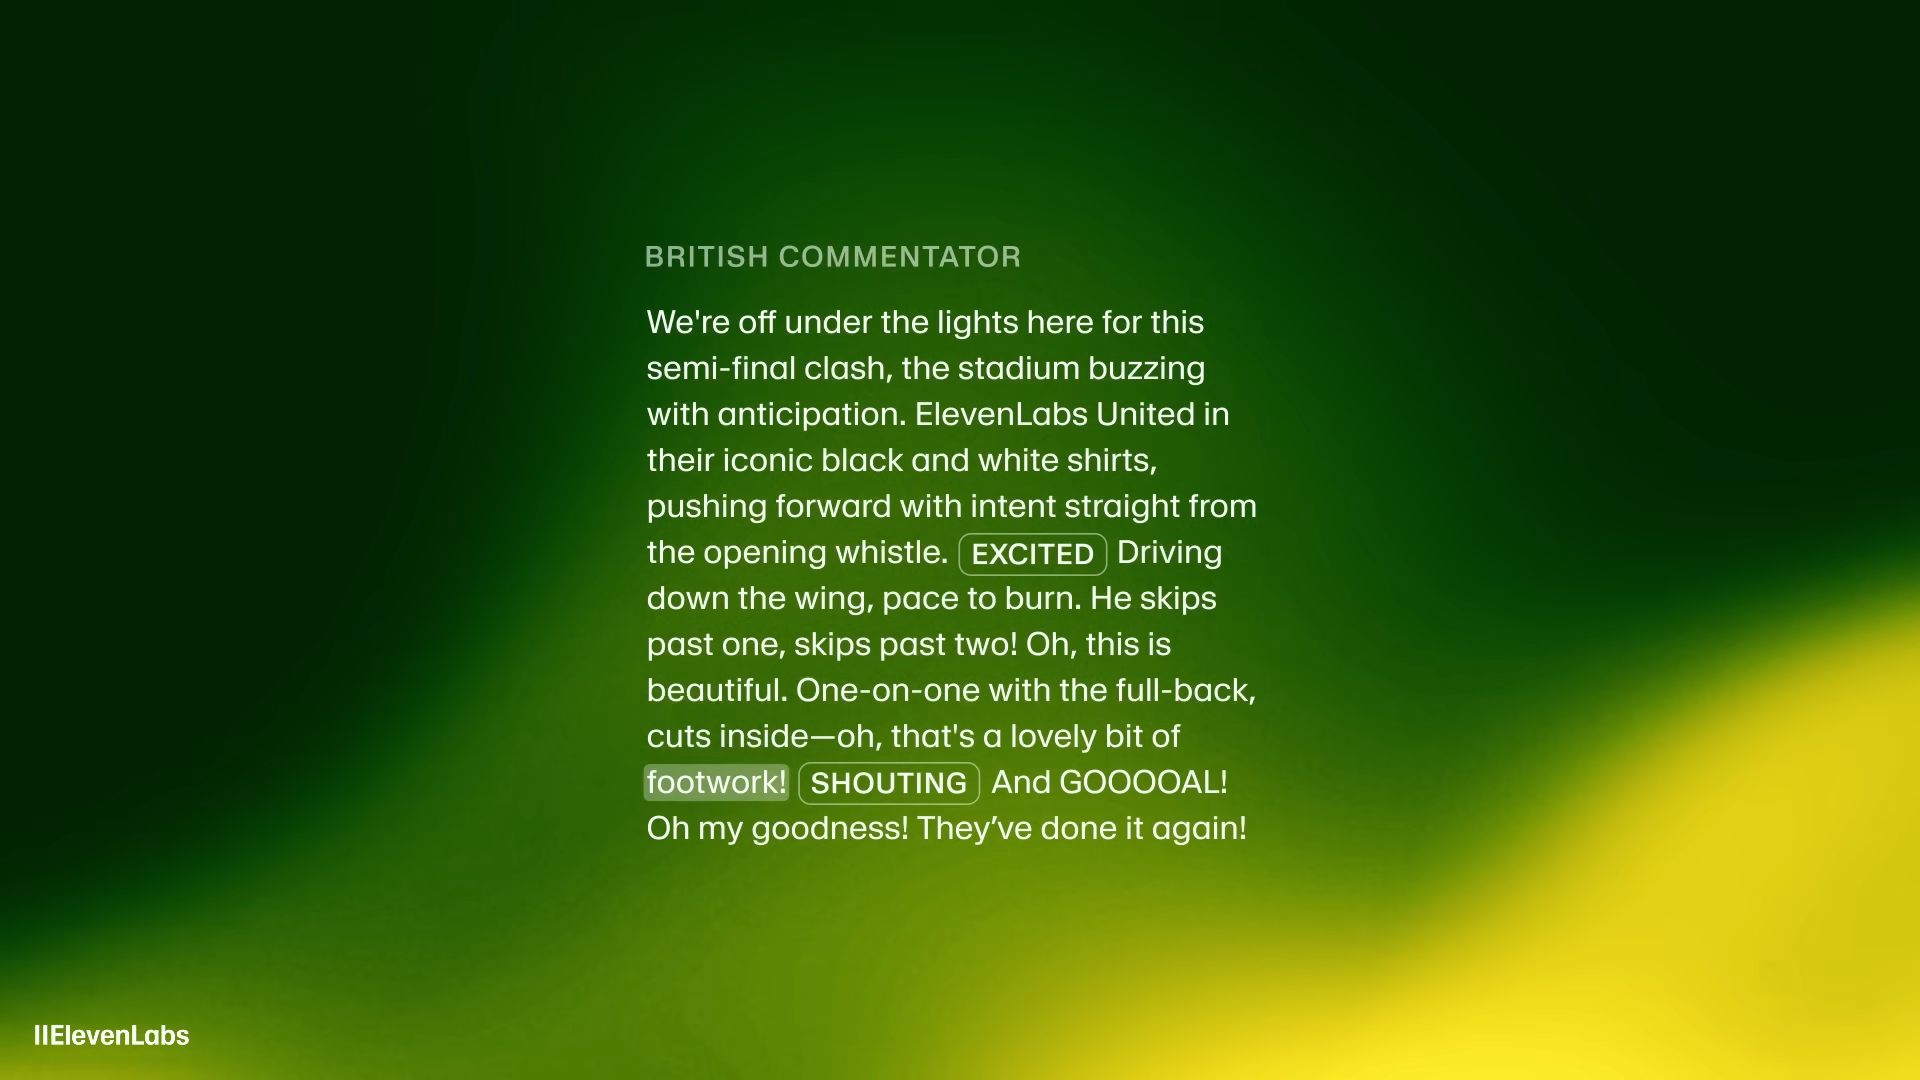 BRITISH COMMENTATOR
We're off under the lights here for this
semi-final clash, the stadium buzzing
with anticipation. ElevenLabs United in
their iconic black and white shirts,
pushing forward with intent straight from
the opening whistle. EXCITED Driving
down the wing, pace to burn. He skips
past one, skips past two! Oh, this is
beautiful. One-on-one with the full-back,
cuts inside—oh, that's a lovely bit of
footwork! SHOUTING And GOOOOAL!
Oh my goodness! They’ve done it again!
IIElevenLabs